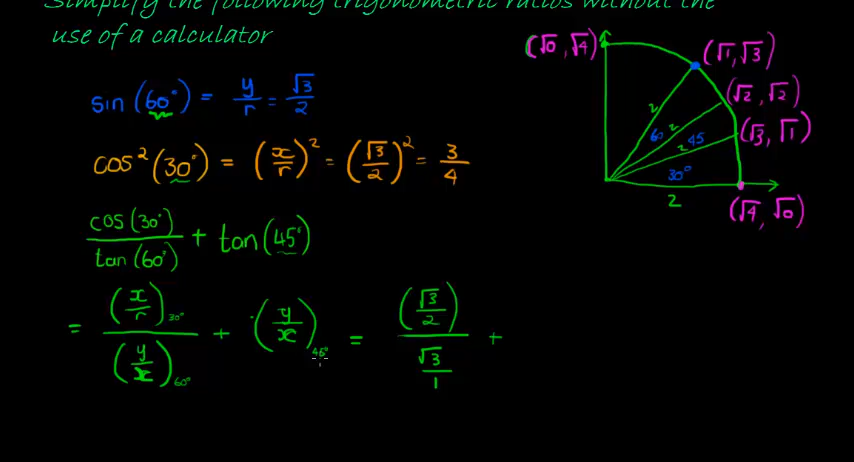 Simplify the following trigonometric ratios without the
use of a calculator
sin (60°) = y/r = √3/2
cos²(30°) = (x/r)² = (√3/2)² = 3/4
cos(30°)/tan(60°) + tan(45°)
= (x/r)30° / (y/x)60° + (y/x)45° = (√3/2) / (√3/1) +
(√0, √4)
(√1, √3)
(√2, √2)
(√3, √1)
(√4, √0)
2
60
2
45
2
30°
2